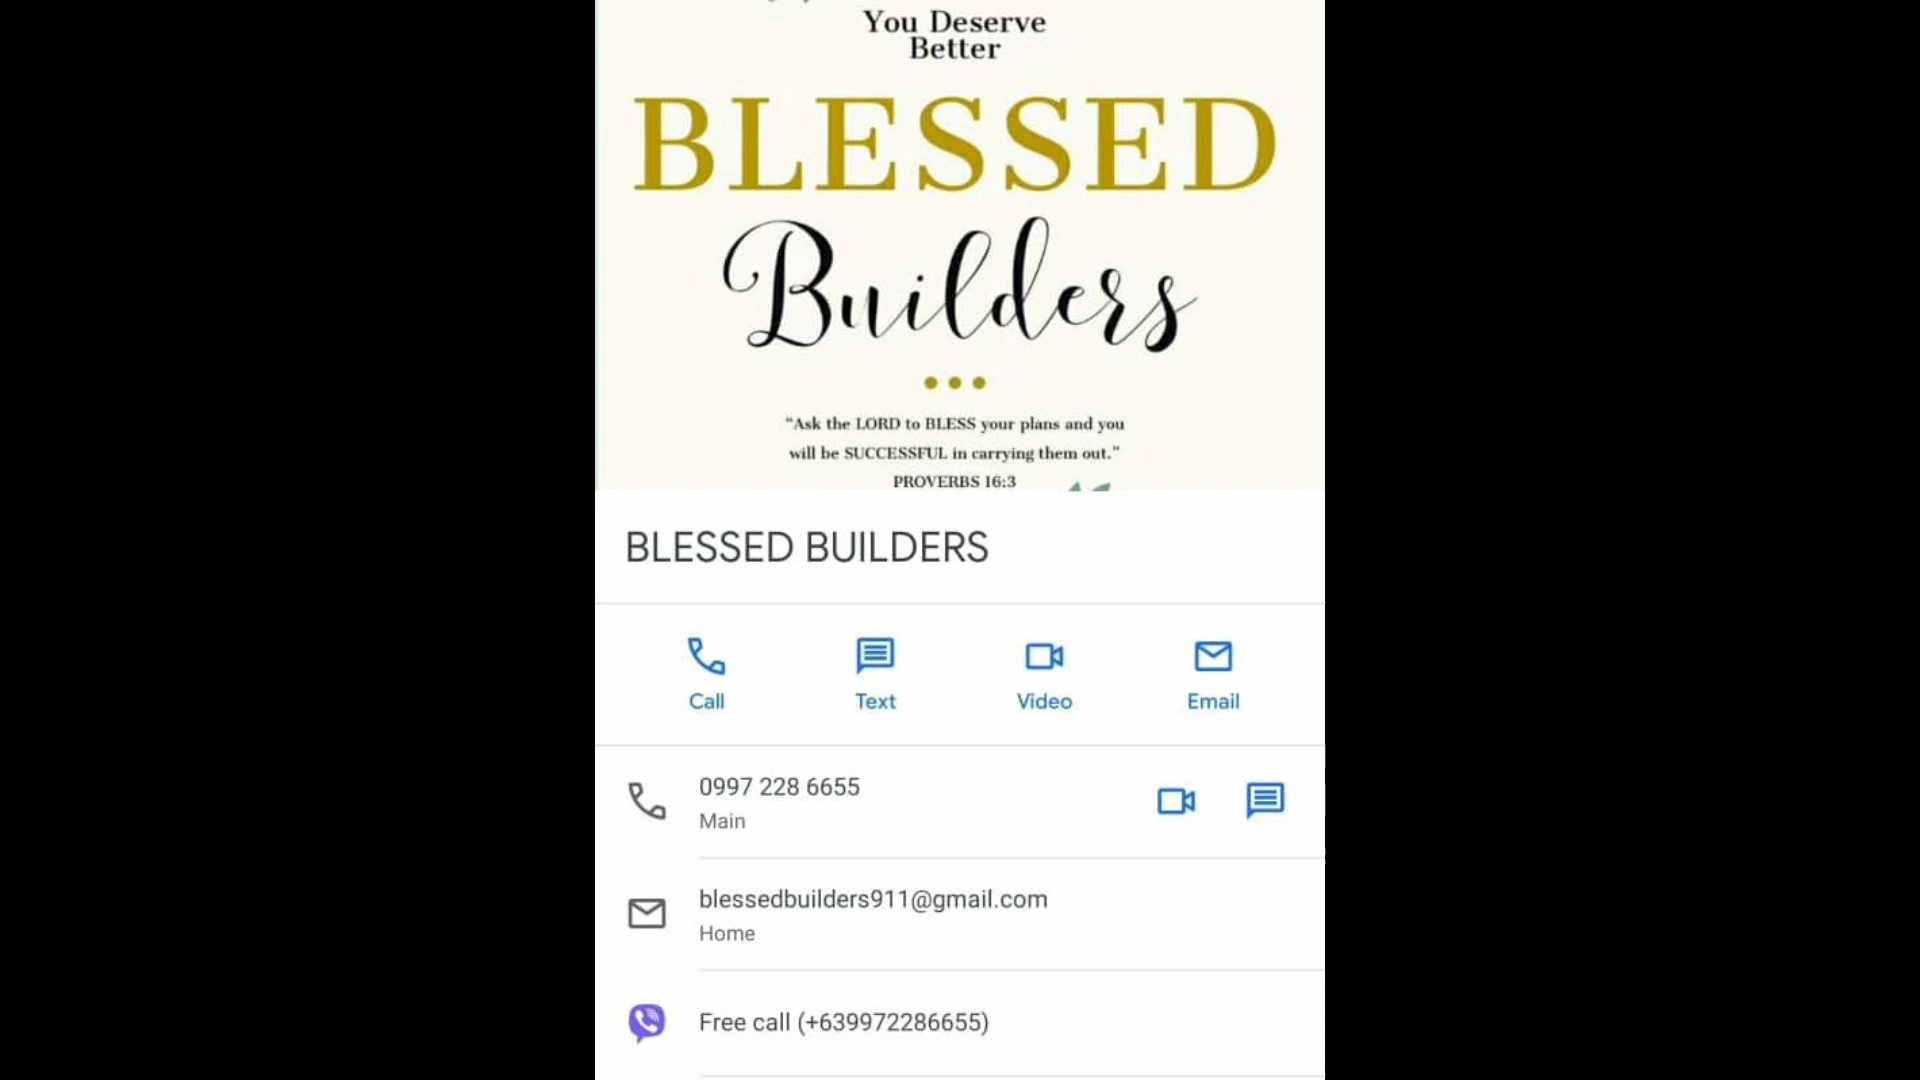 You Deserve
Better
BLESSED
Builders
“Ask the LORD to BLESS your plans and you
will be SUCCESSFUL in carrying them out.”
PROVERBS 16:3
BLESSED BUILDERS
Call Text Video Email
0997 228 6655
Main
blessedbuilders911@gmail.com
Home
Free call (+639972286655)